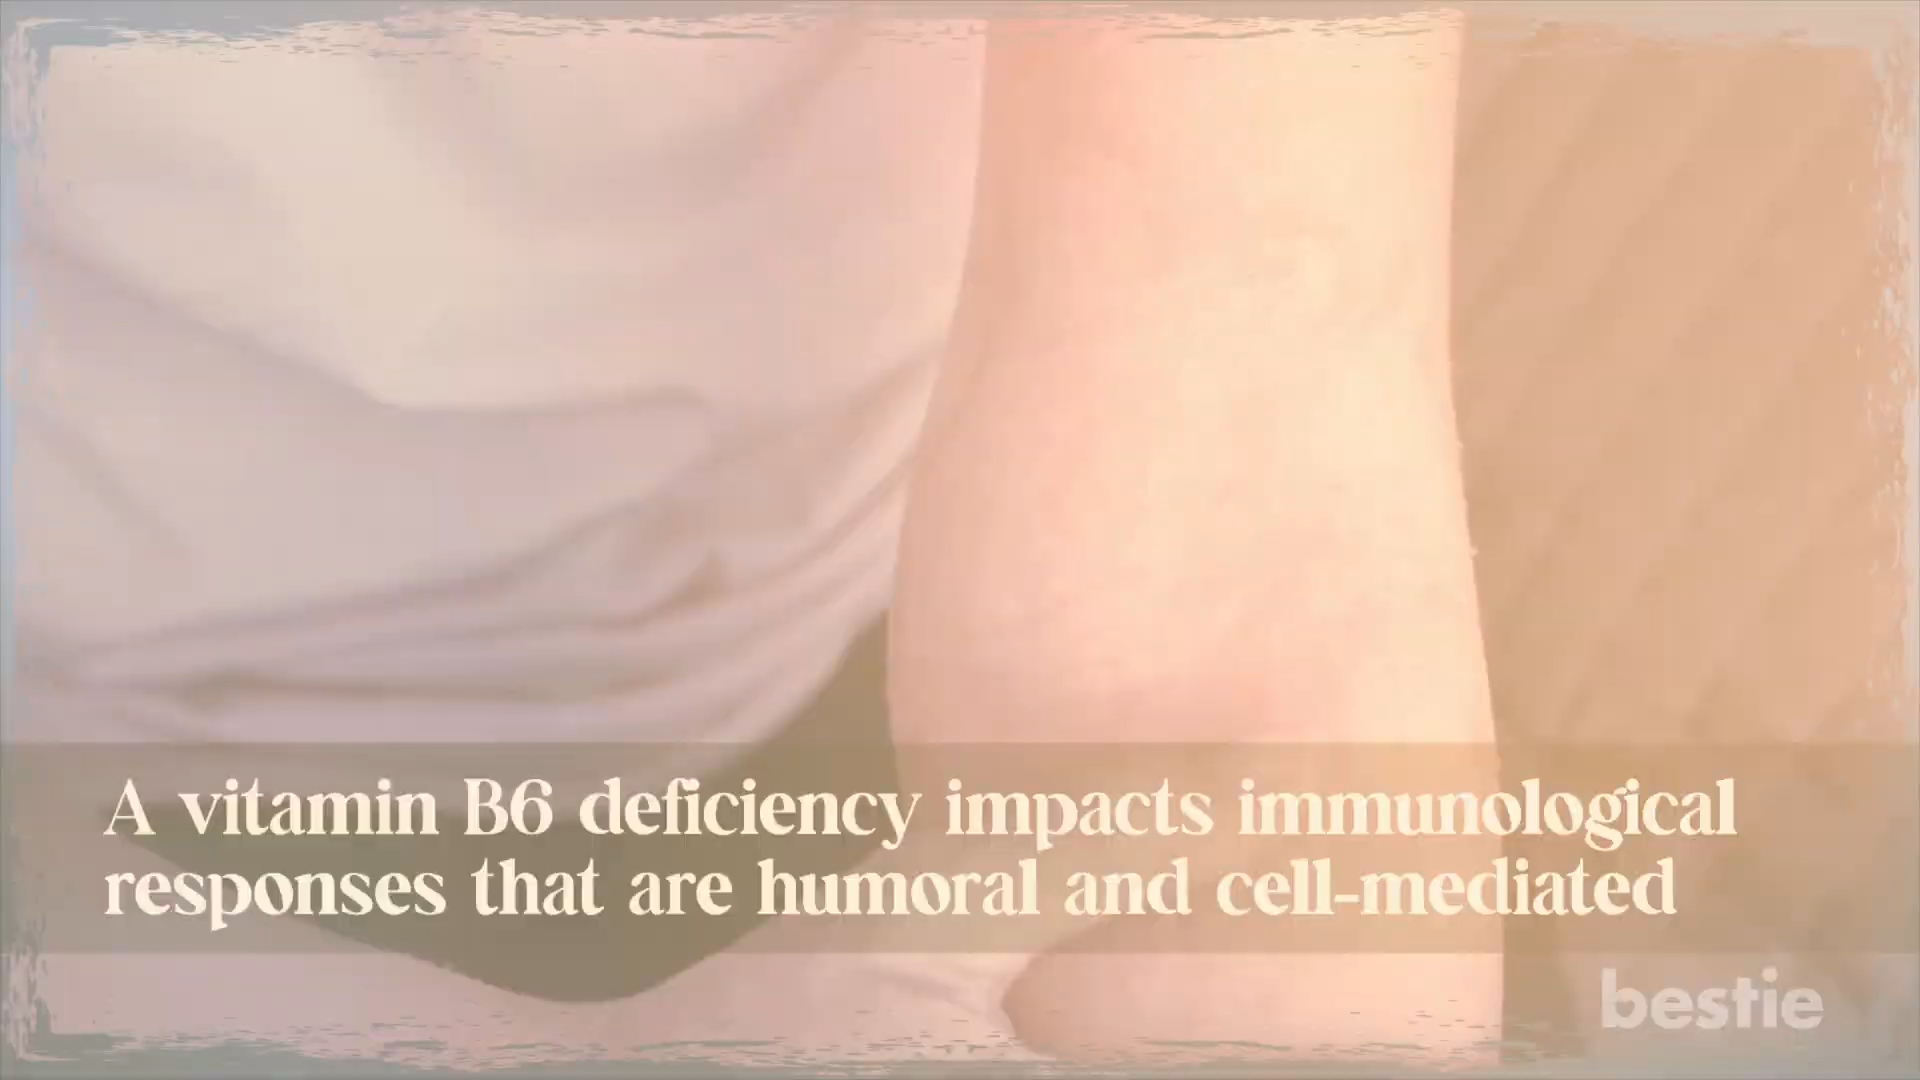 A vitamin B6 deficiency impacts immunological
responses that are humoral and cell-mediated
bestie